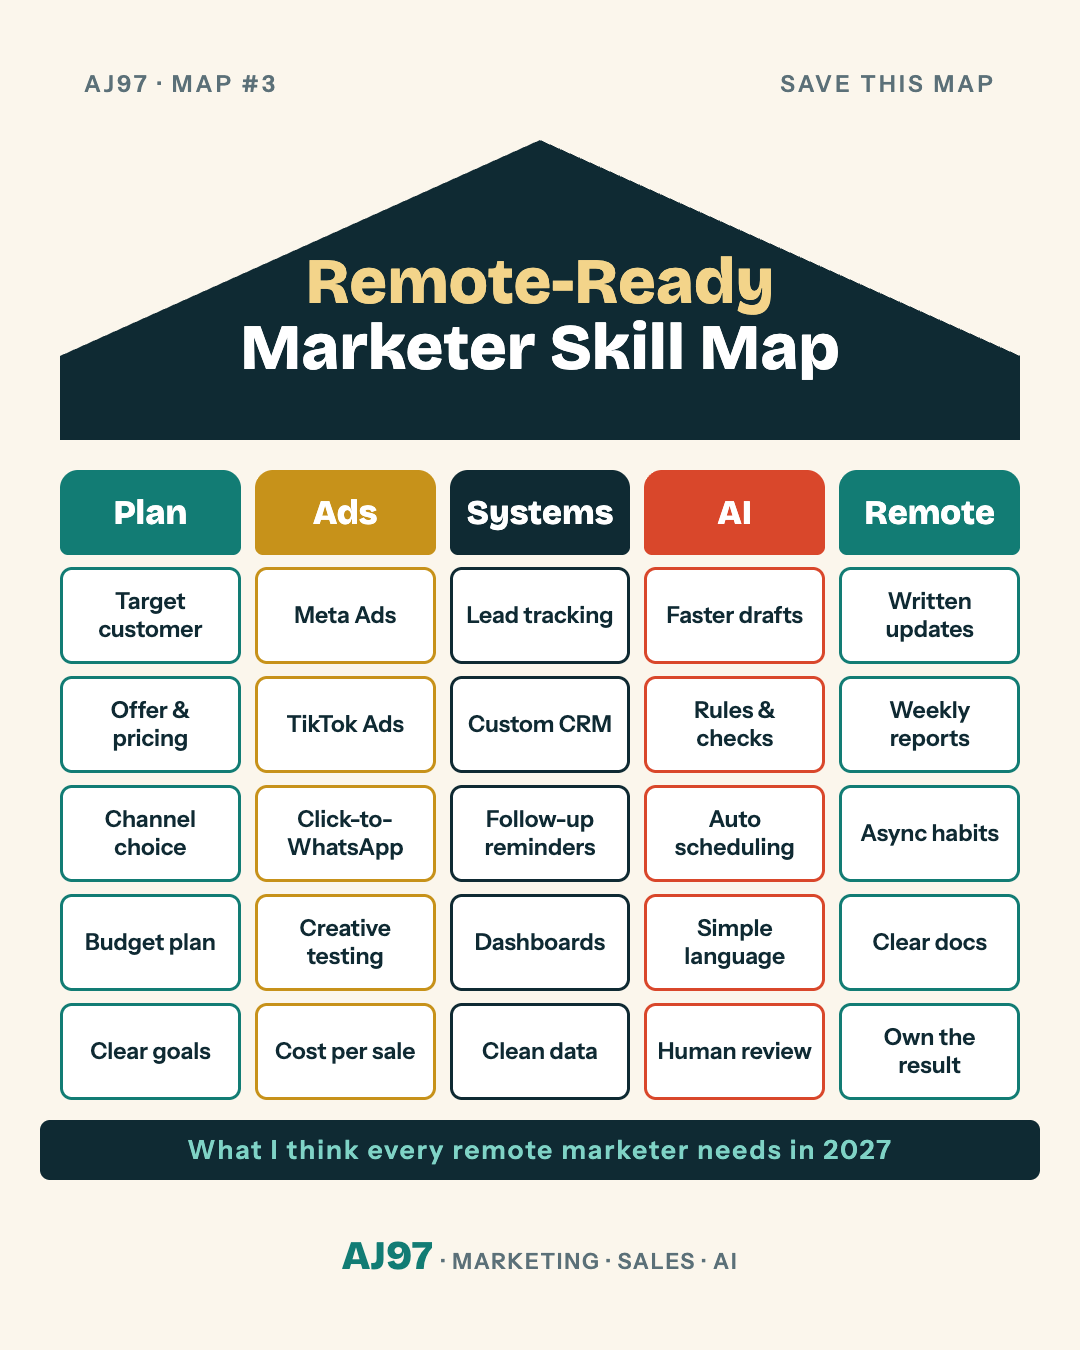 AJ97 · MAP #3
SAVE THIS MAP
Remote-Ready
Marketer Skill Map
Plan
Ads
Systems
AI
Remote
Target
customer
Meta Ads
Lead tracking
Faster drafts
Written
updates
Offer &
pricing
TikTok Ads
Custom CRM
Rules &
checks
Weekly
reports
Channel
choice
Click-to-
WhatsApp
Follow-up
reminders
Auto
scheduling
Async habits
Budget plan
Creative
testing
Dashboards
Simple
language
Clear docs
Clear goals
Cost per sale
Clean data
Human review
Own the
result
What I think every remote marketer needs in 2027
AJ97 · MARKETING · SALES · AI